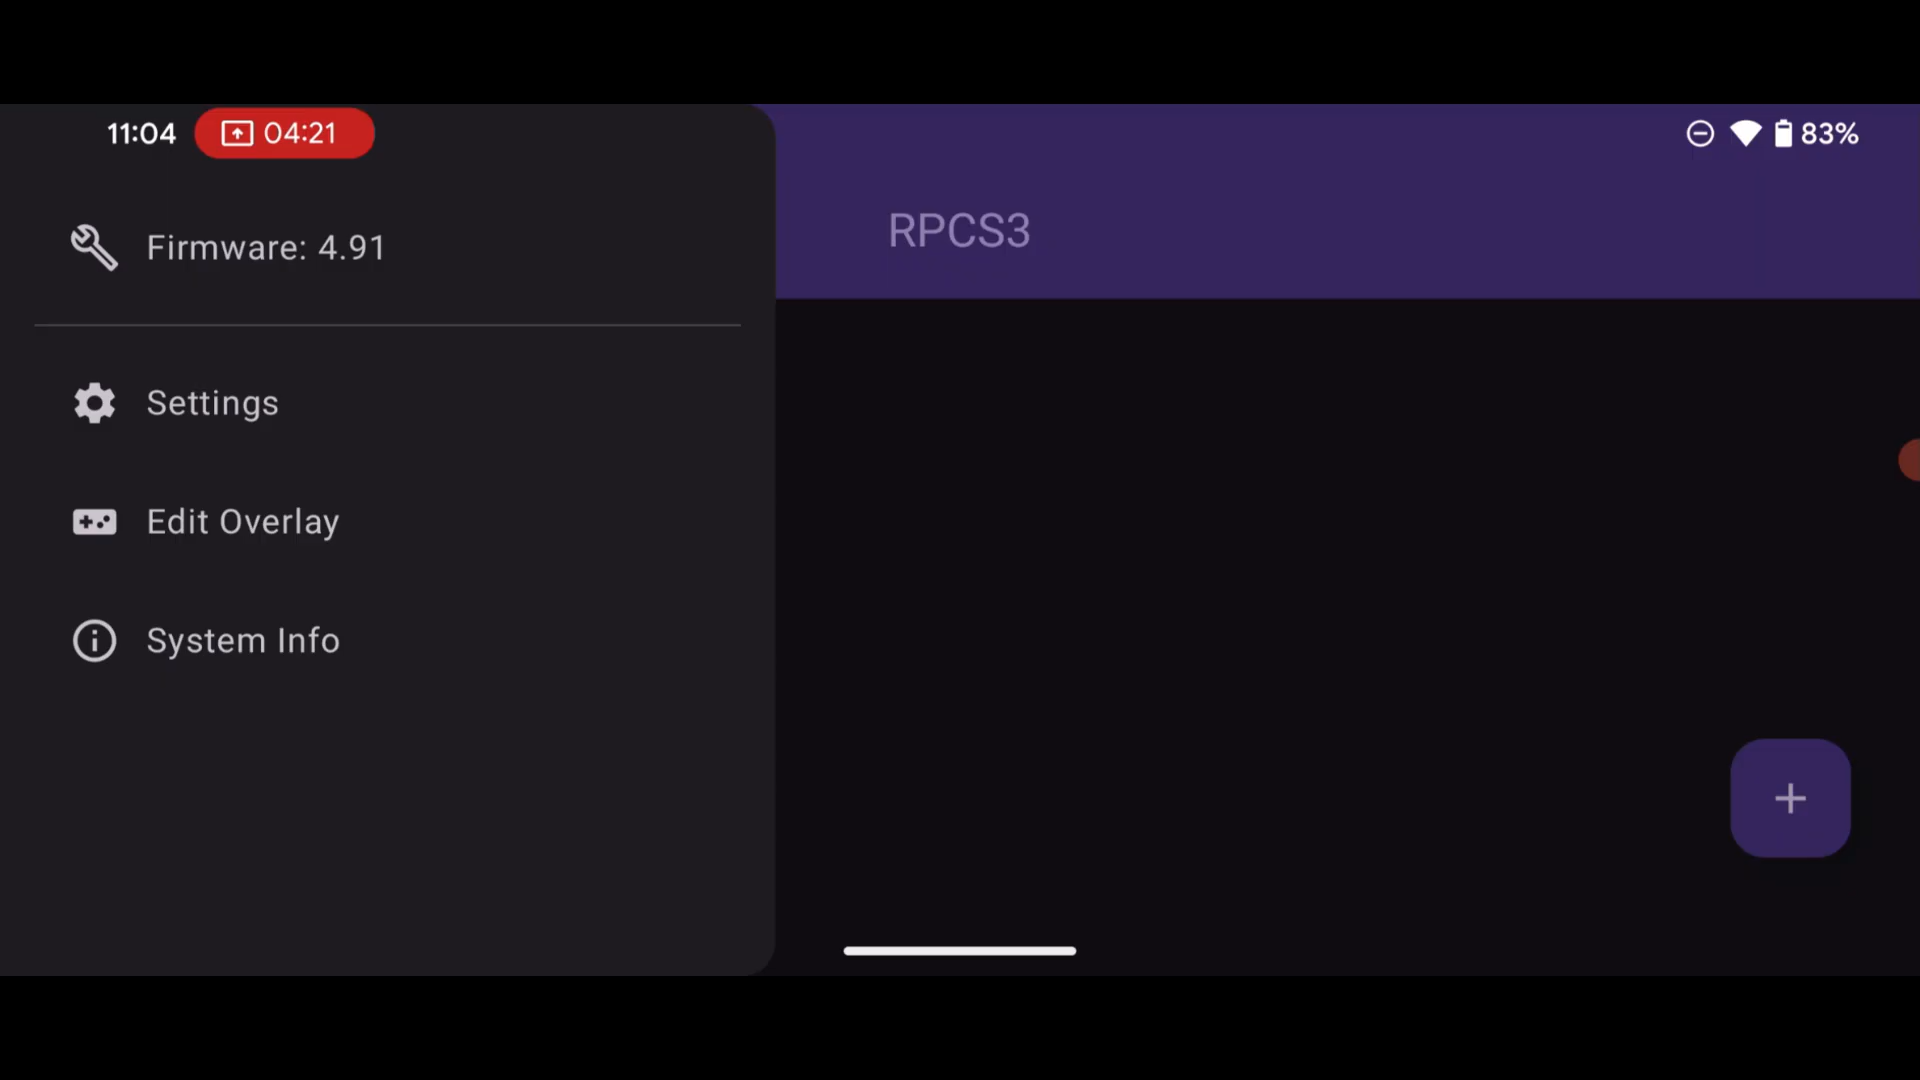 11:04 04:21 83%
RPCS3
Firmware: 4.91
Settings
Edit Overlay
System Info